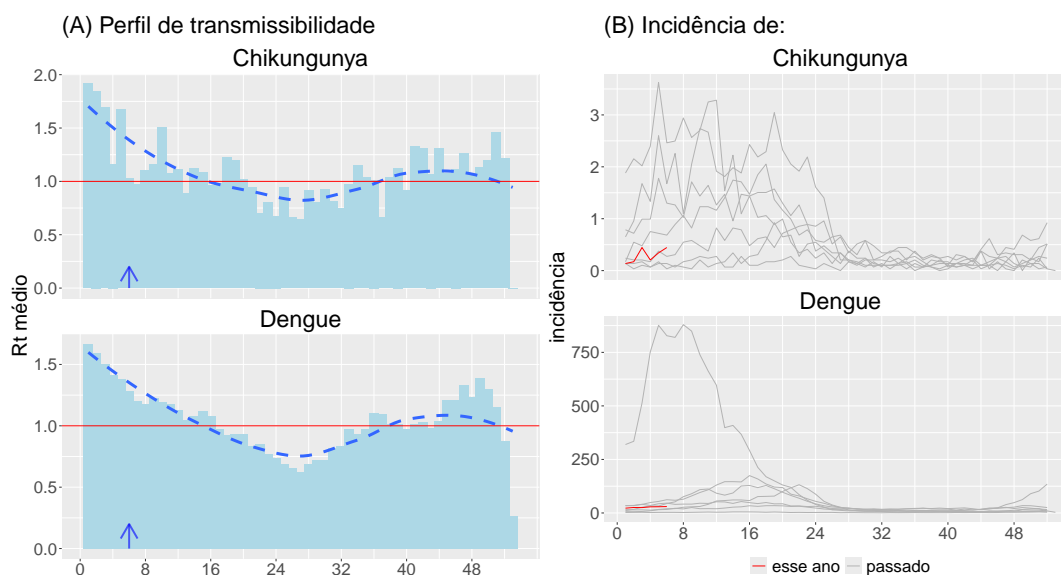 (A) Perfil de transmissibilidade
Chikungunya
2.0
1.5
1.0
0.5
0.0
Dengue
1.5
1.0
0.5
0.0
Rt médio
0 8 16 24 32 40 48
(B) Incidência de:
Chikungunya
3
2
1
0
Dengue
750
500
250
0
incidência
0 8 16 24 32 40 48
esse ano passado